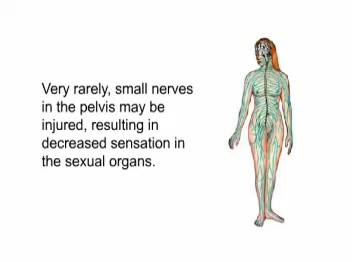 Very rarely, small nerves
in the pelvis may be
injured, resulting in
decreased sensation in
the sexual organs.